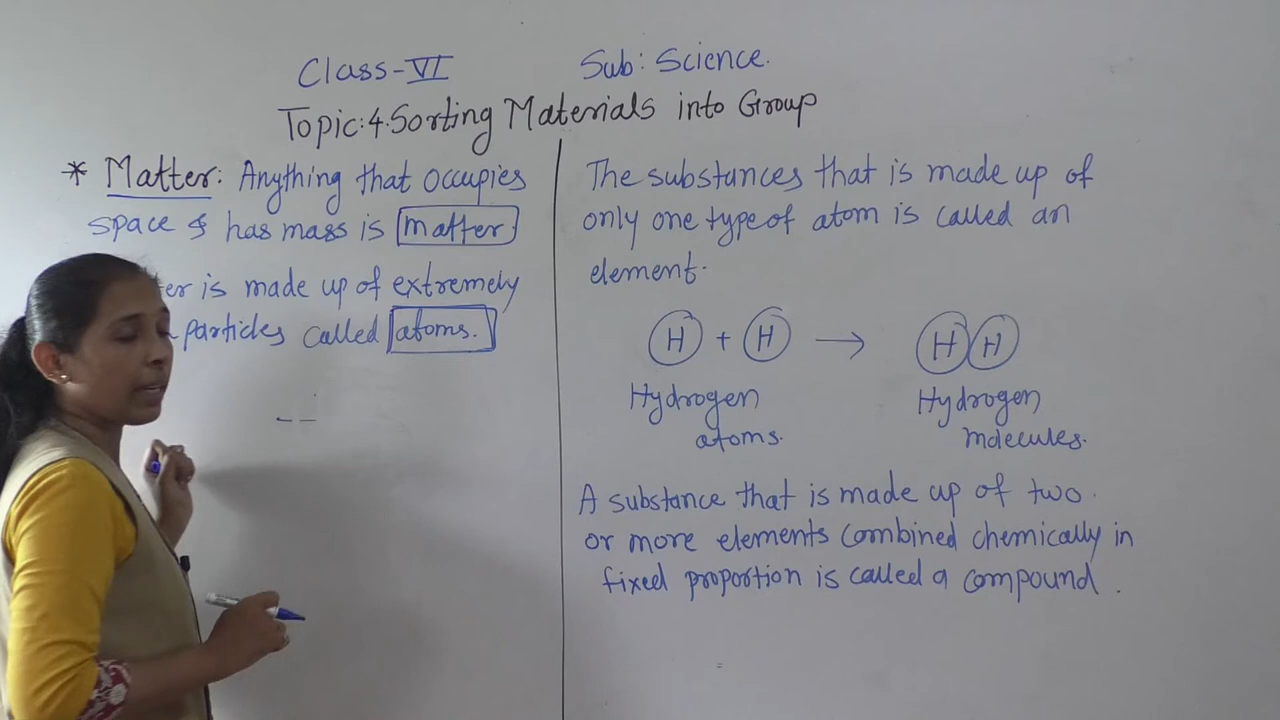 Class-VI Sub: Science.
Topic:4.Sorting Materials into Group
* Matter: Anything that occupies
space & has mass is matter
er is made up of extremely
particles called atoms.
The substances that is made up of
only one type of atom is called an
element.
H + H → HH
Hydrogen atoms.
Hydrogen molecules.
A substance that is made up of two
or more elements combined chemically in
fixed proportion is called a compound.